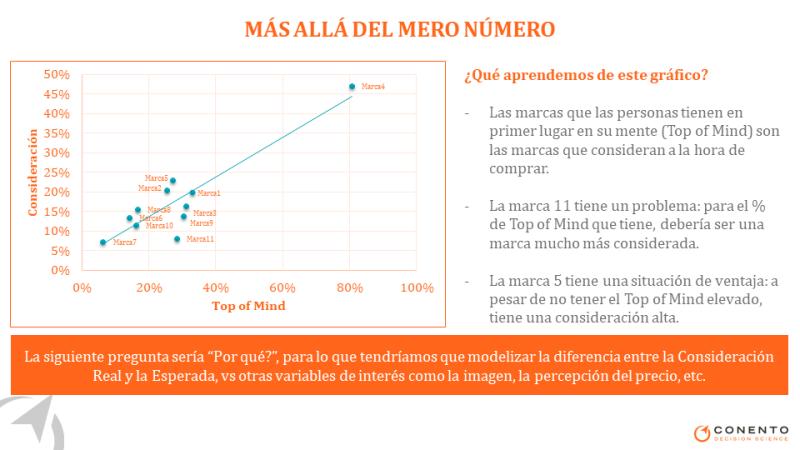 MÁS ALLÁ DEL MERO NÚMERO
50%
45%
40%
35%
30%
25%
20%
15%
10%
5%
0%
Consideración
Marca4
Marca5
Marca2
Marca1
Marca8
Marca3
Marca6
Marca9
Marca10
Marca7
Marca11
0%
20%
40%
60%
80%
100%
Top of Mind
¿Qué aprendemos de este gráfico?
- Las marcas que las personas tienen en
primer lugar en su mente (Top of Mind) son
las marcas que consideran a la hora de
comprar.
- La marca 11 tiene un problema: para el %
de Top of Mind que tiene, debería ser una
marca mucho más considerada.
- La marca 5 tiene una situación de ventaja: a
pesar de no tener el Top of Mind elevado,
tiene una consideración alta.
La siguiente pregunta sería “Por qué?”, para lo que tendríamos que modelizar la diferencia entre la Consideración
Real y la Esperada, vs otras variables de interés como la imagen, la percepción del precio, etc.
CONENTO
DECISION SCIENCE